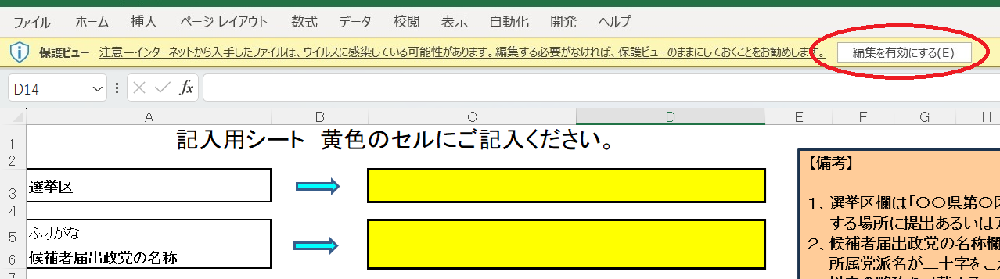 ファイル ホーム 挿入 ページ レイアウト 数式 データ 校閲 表示 自動化 開発 ヘルプ
保護ビュー 注意—インターネットから入手したファイルは、ウイルスに感染している可能性があります。編集する必要がなければ、保護ビューのままにしておくことをお勧めします。 編集を有効にする(E)
D14 fx
A B C D E F G H
1 記入用シート 黄色のセルにご記入ください。
2 【備考】
3 選挙区
4 1、選挙区欄は「〇〇県第〇区
する場所に提出あるいは
5 ふりがな
2、候補者届出政党の名称欄
6 候補者届出政党の名称
所属党派名が二十字をこ
7